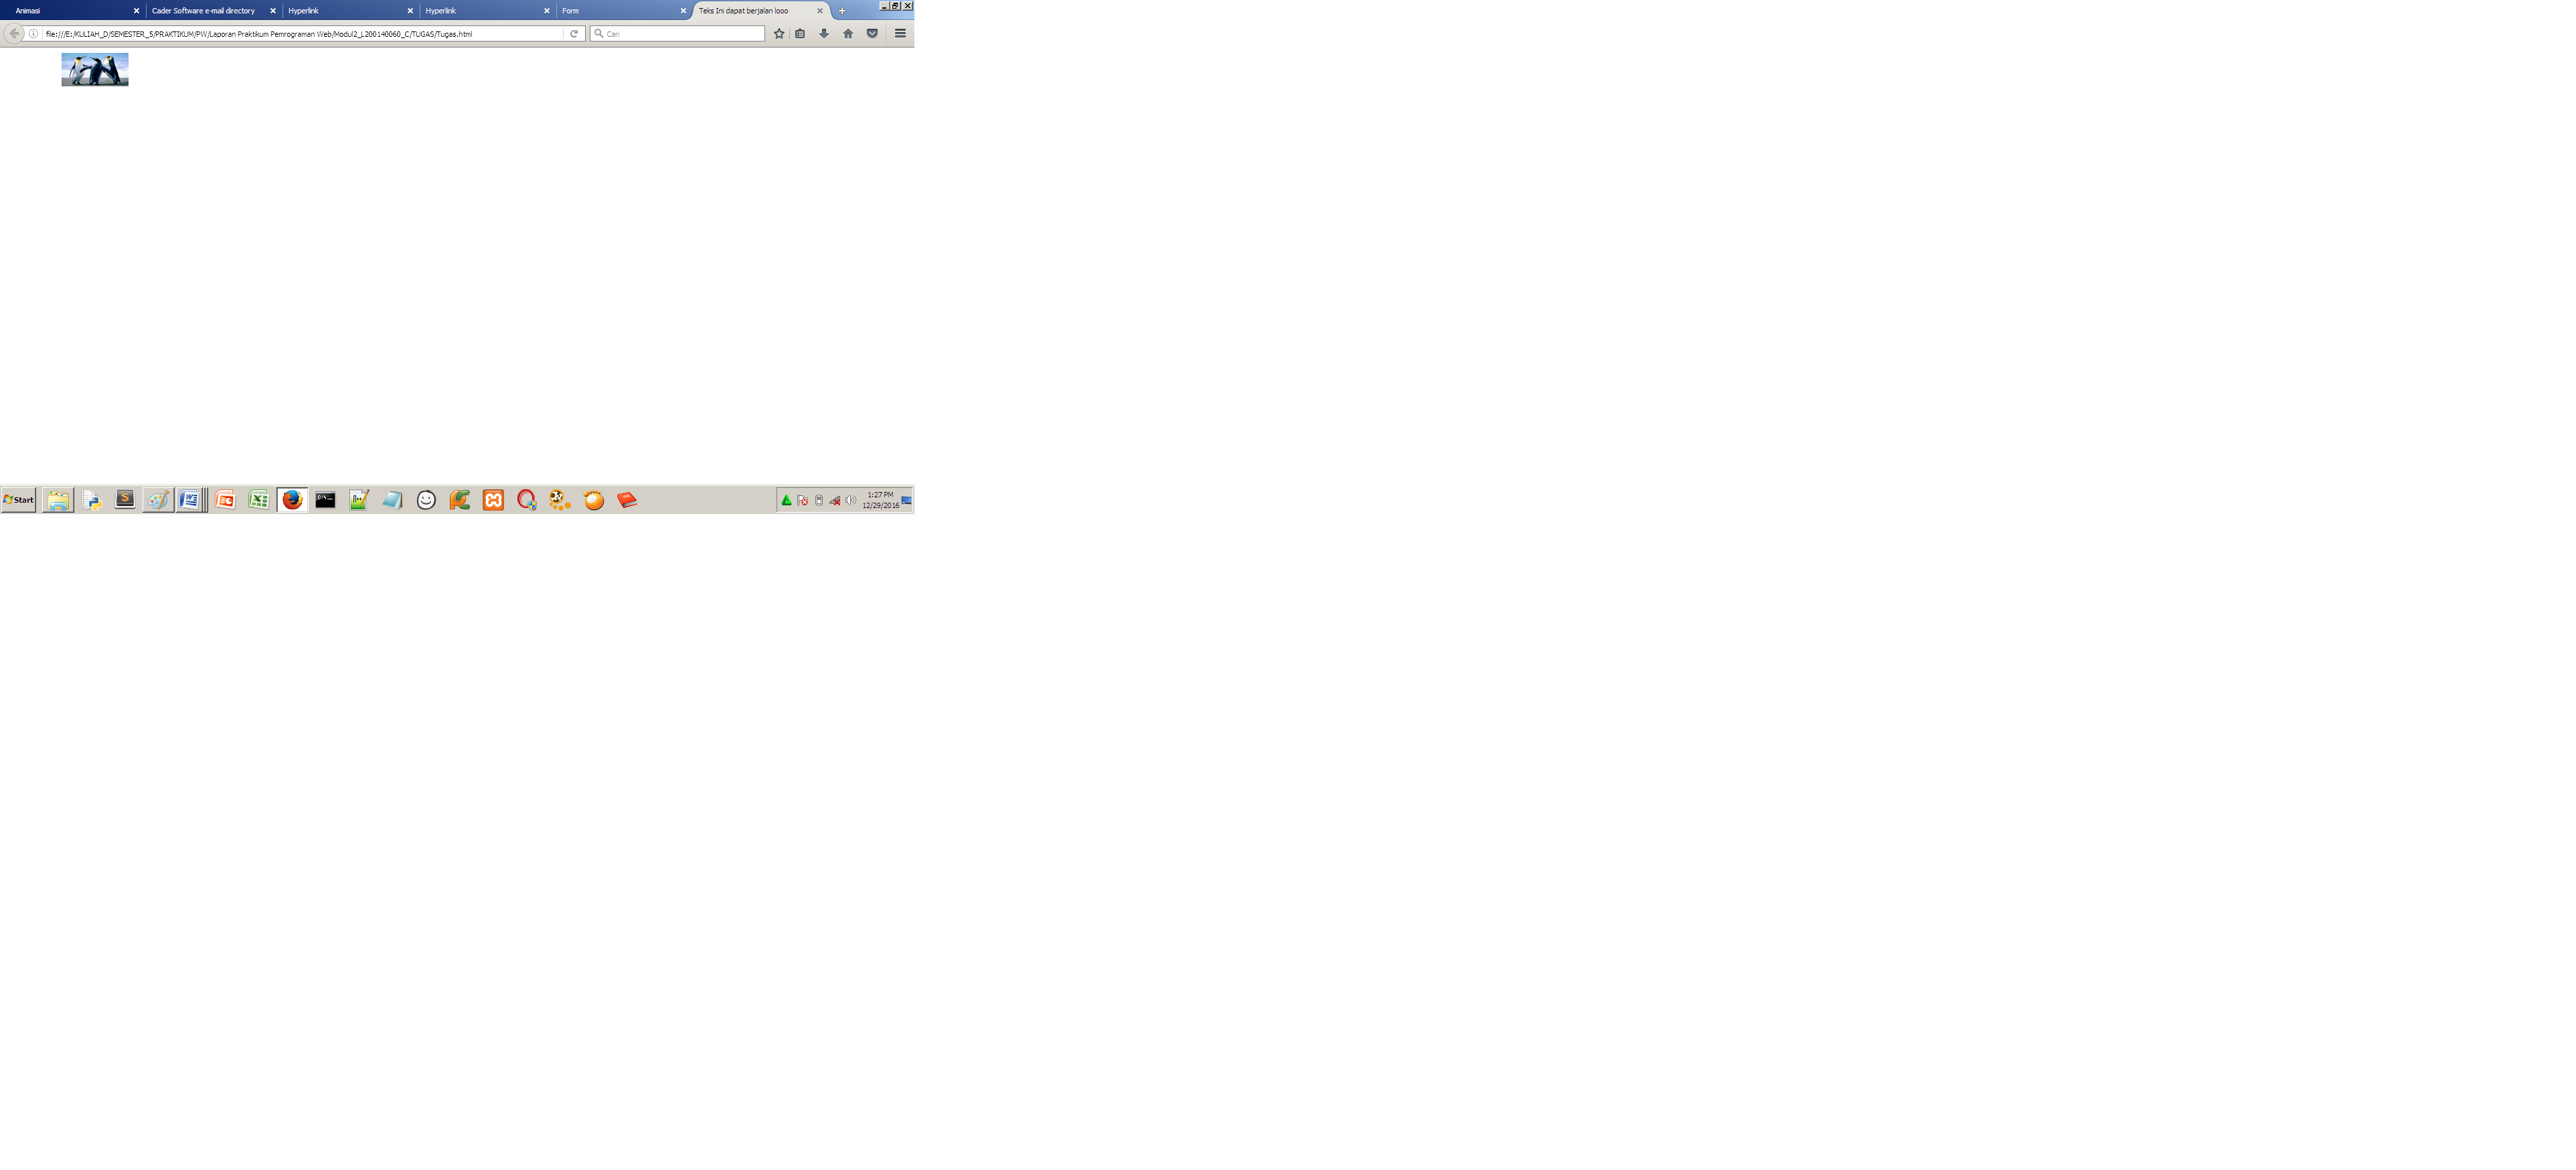 Animasi
Cader Software e-mail directory
Hyperlink
Hyperlink
Form
Teks Ini dapat berjalan looo
file:///E:/KULIAH_D/SEMESTER_5/PRAKTIKUM/PW/Laporan Praktikum Pemrograman Web/Modul2_L200140060_C/TUGAS/Tugas.html
Cari
Start
1:27 PM
12/29/2016